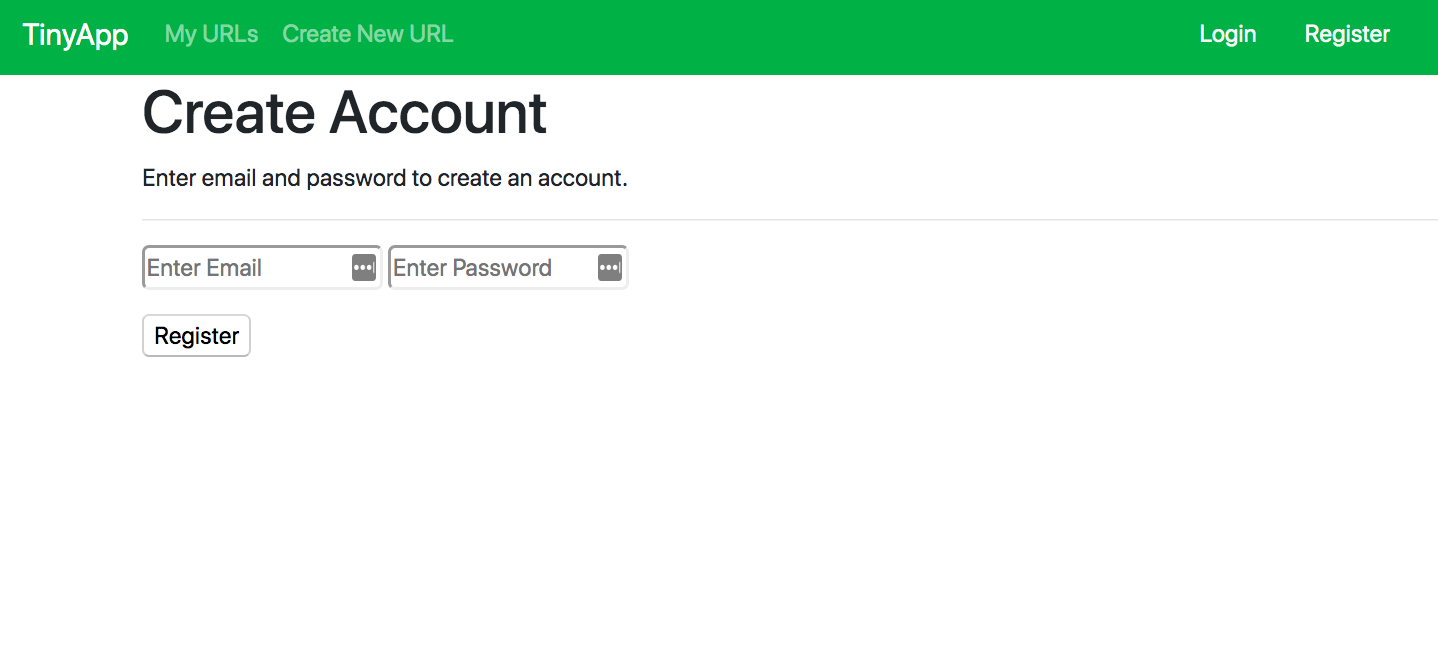 TinyApp My URLs Create New URL Login Register
Create Account
Enter email and password to create an account.
Enter Email Enter Password
Register